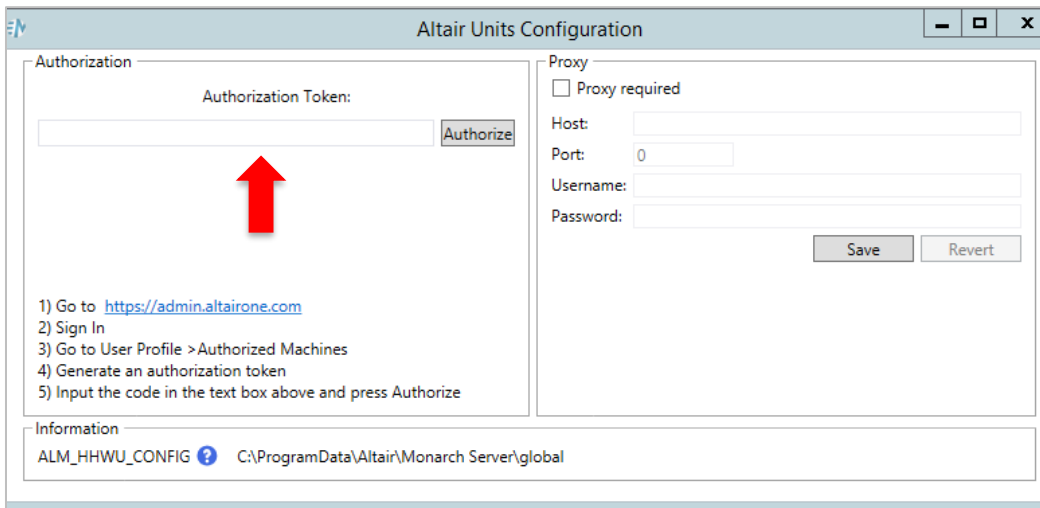 Altair Units Configuration
Authorization
Authorization Token:
Authorize
1) Go to https://admin.altairone.com
2) Sign In
3) Go to User Profile >Authorized Machines
4) Generate an authorization token
5) Input the code in the text box above and press Authorize
Proxy
Proxy required
Host:
Port: 0
Username:
Password:
Save Revert
Information
ALM_HHWU_CONFIG ? C:\ProgramData\Altair\Monarch Server\global